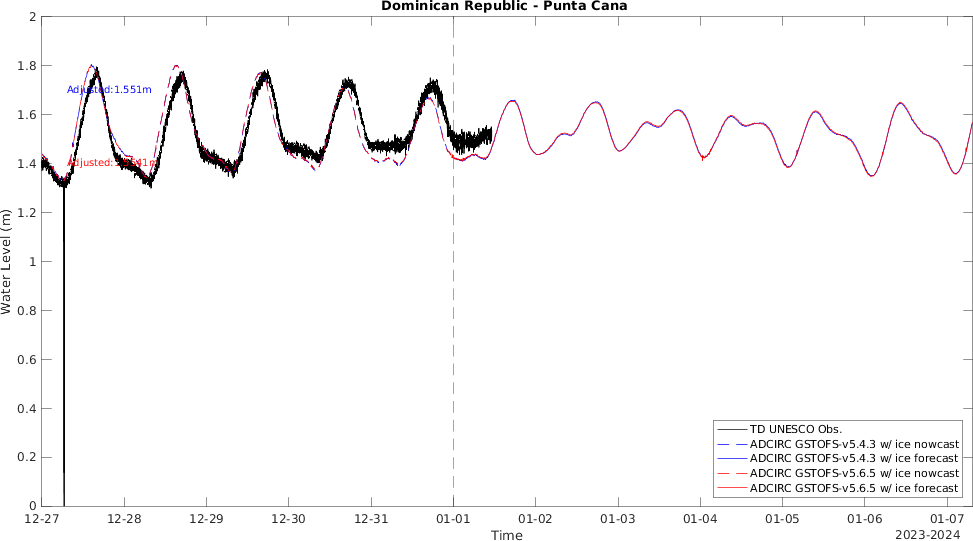 Dominican Republic - Punta Cana
2
1.8
1.6
1.4
1.2
1
0.8
0.6
0.4
0.2
0
Water Level (m)
Adjusted:1.551m
TD UNESCO Obs.
ADCIRC GSTOFS-v5.4.3 w/ ice nowcast
ADCIRC GSTOFS-v5.4.3 w/ ice forecast
ADCIRC GSTOFS-v5.6.5 w/ ice nowcast
ADCIRC GSTOFS-v5.6.5 w/ ice forecast
12-27 12-28 12-29 12-30 12-31 01-01 01-02 01-03 01-04 01-05 01-06 01-07
Time
2023-2024